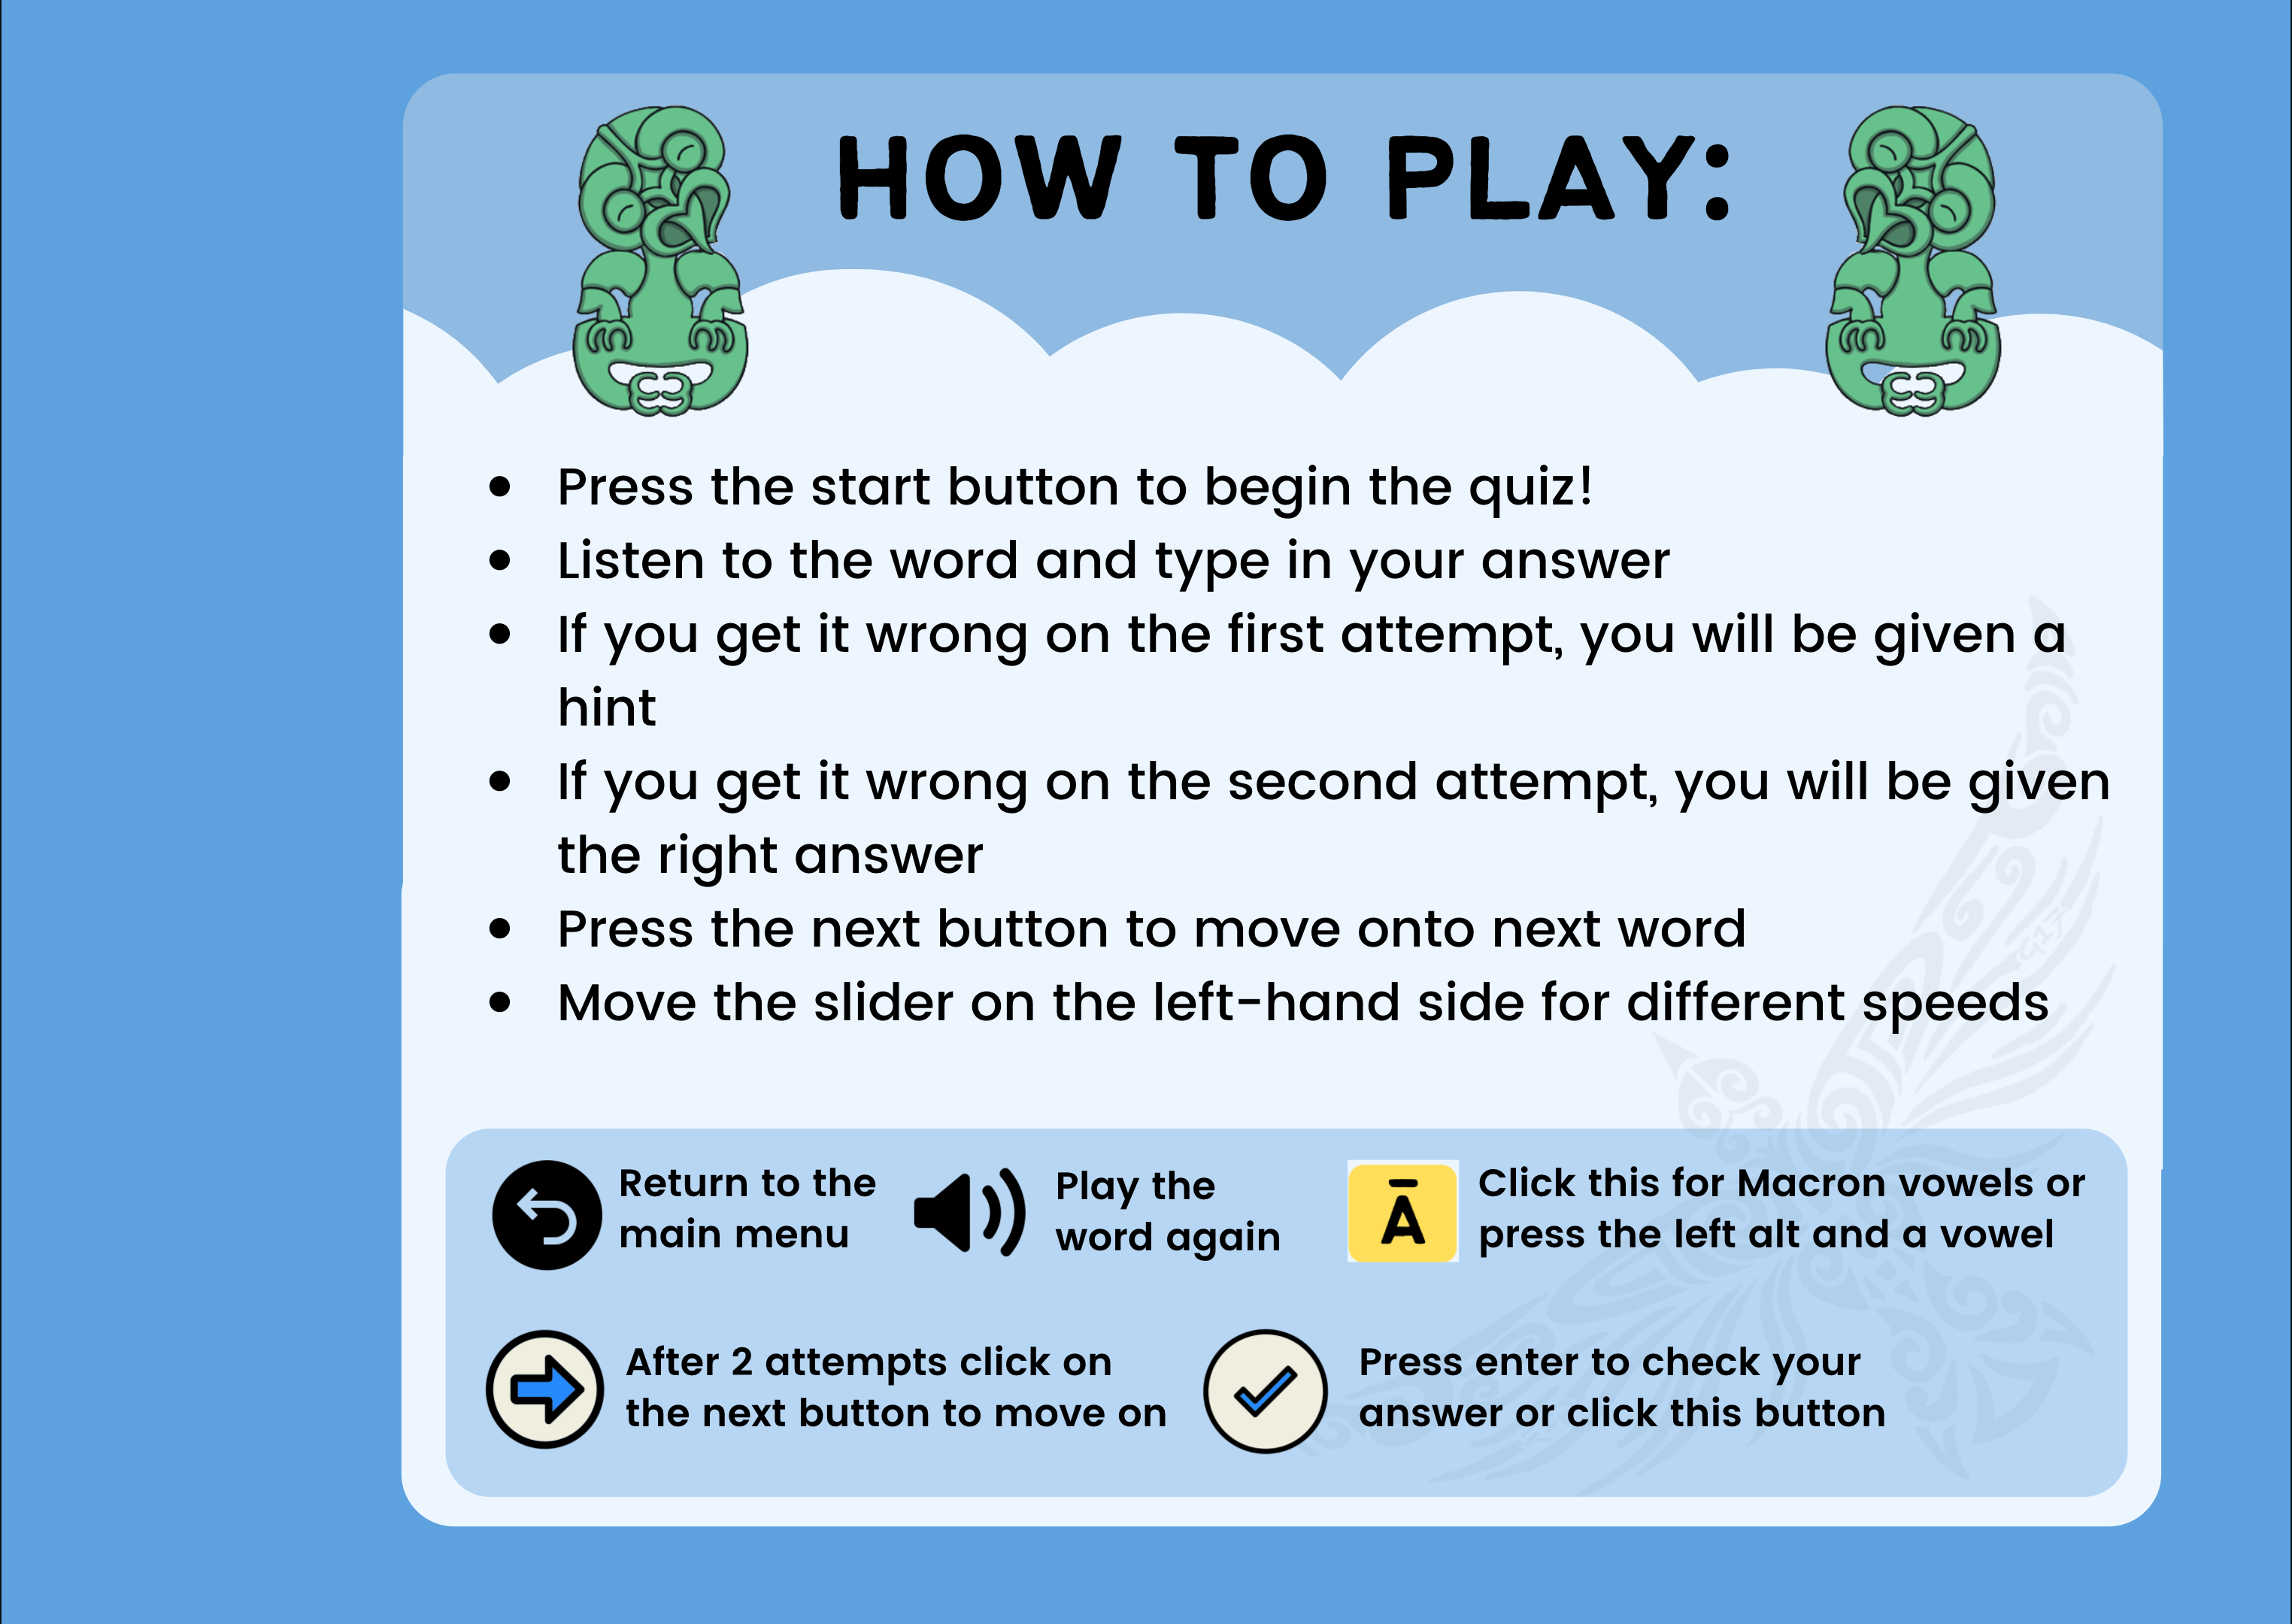 HOW TO PLAY:
• Press the start button to begin the quiz!
• Listen to the word and type in your answer
• If you get it wrong on the first attempt, you will be given a
hint
• If you get it wrong on the second attempt, you will be given
the right answer
• Press the next button to move onto next word
• Move the slider on the left-hand side for different speeds
Return to the
main menu
Play the
word again
Ā
Click this for Macron vowels or
press the left alt and a vowel
After 2 attempts click on
the next button to move on
Press enter to check your
answer or click this button